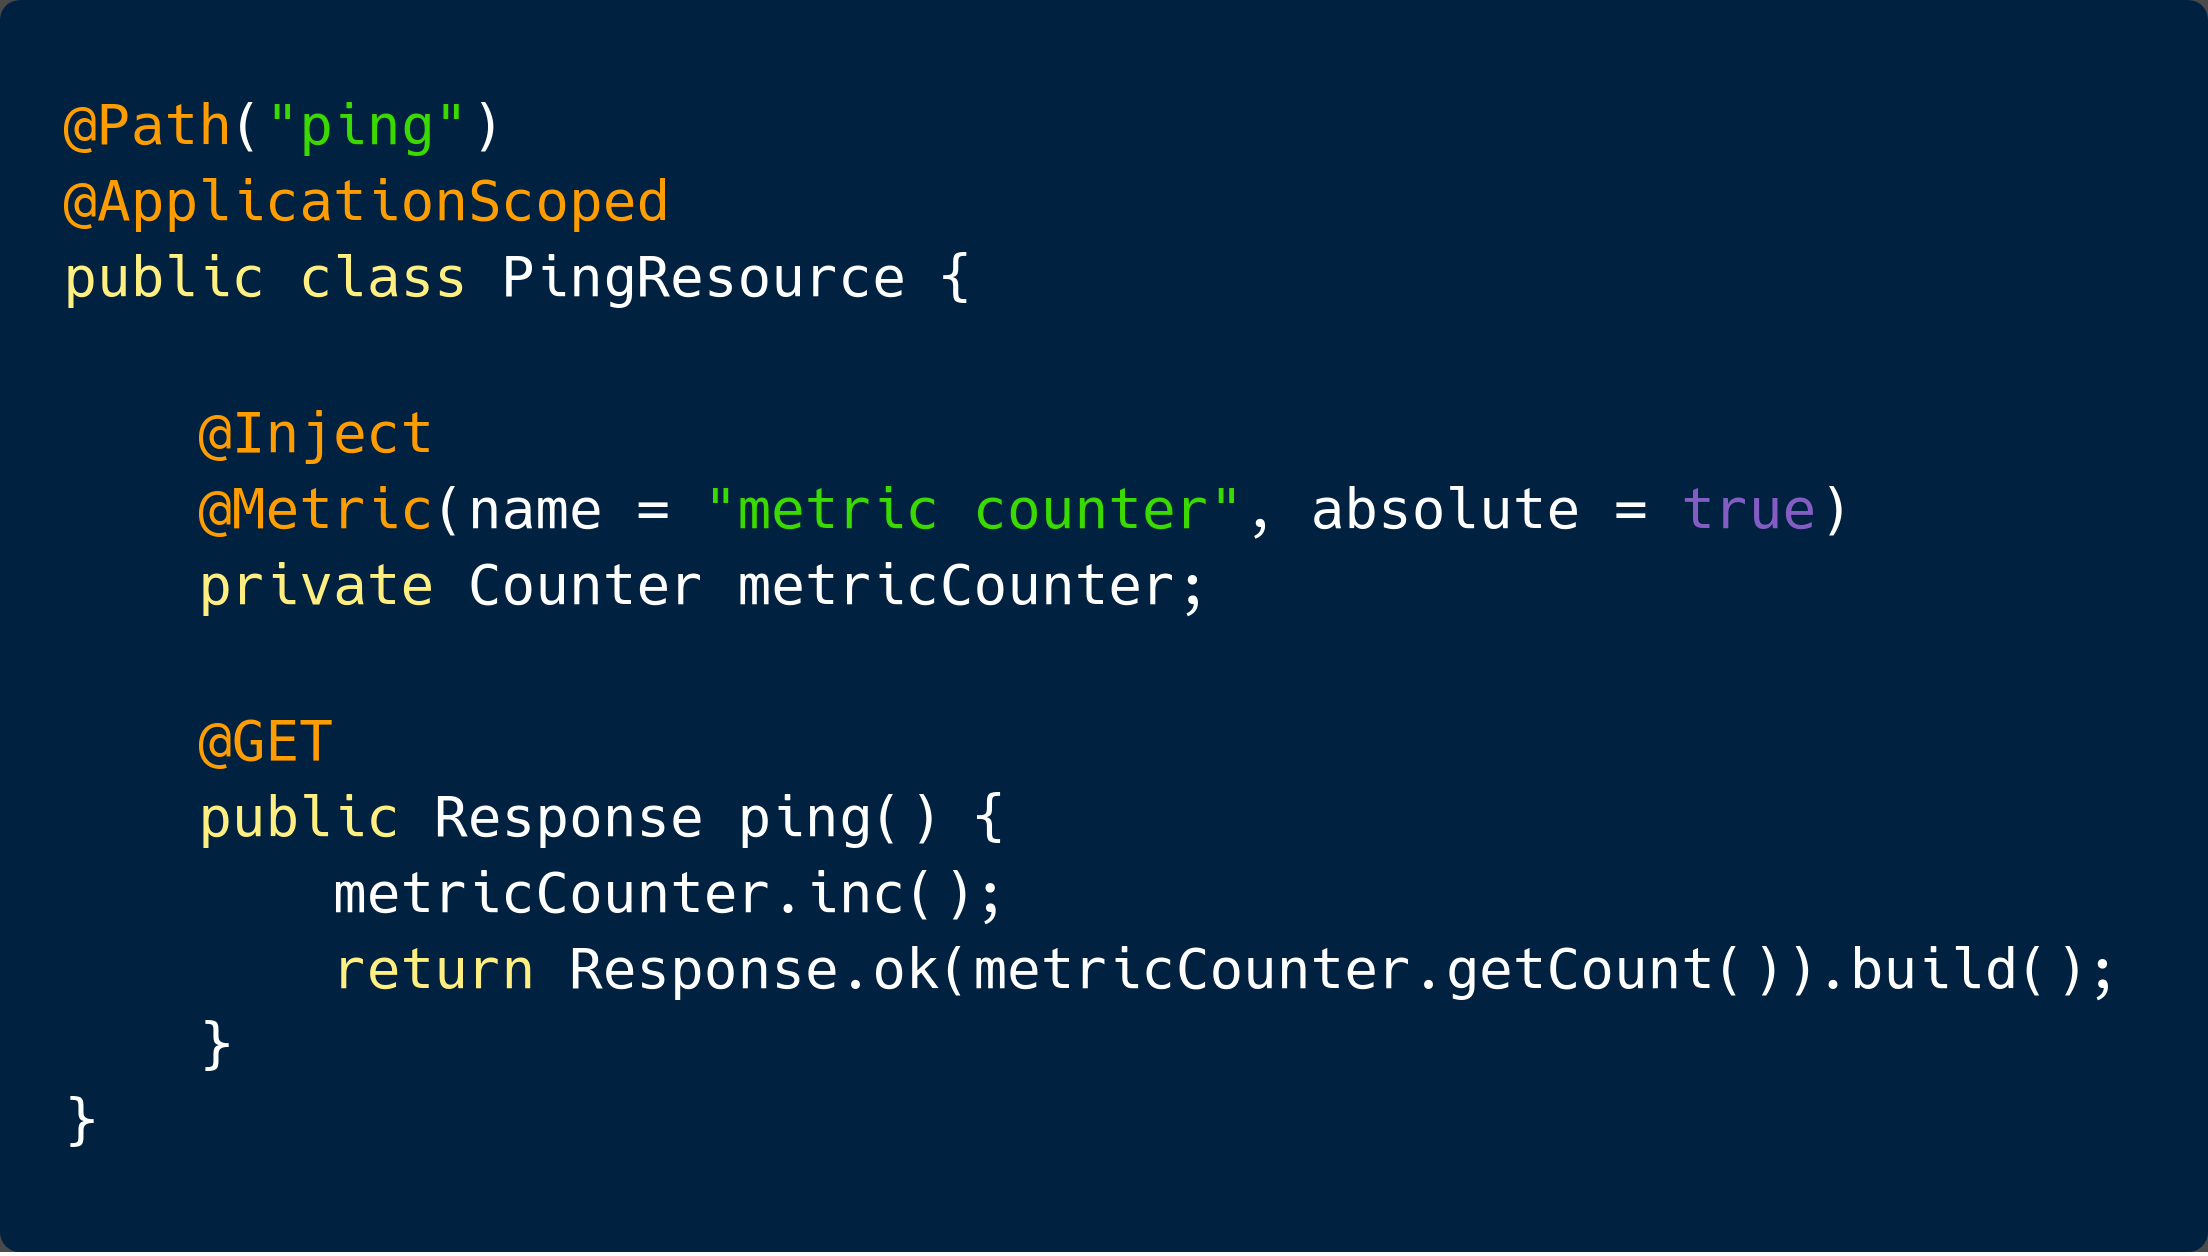 @Path("ping")
@ApplicationScoped
public class PingResource {
@Inject
@Metric(name = "metric counter", absolute = true)
private Counter metricCounter;
@GET
public Response ping() {
metricCounter.inc();
return Response.ok(metricCounter.getCount()).build();
}
}